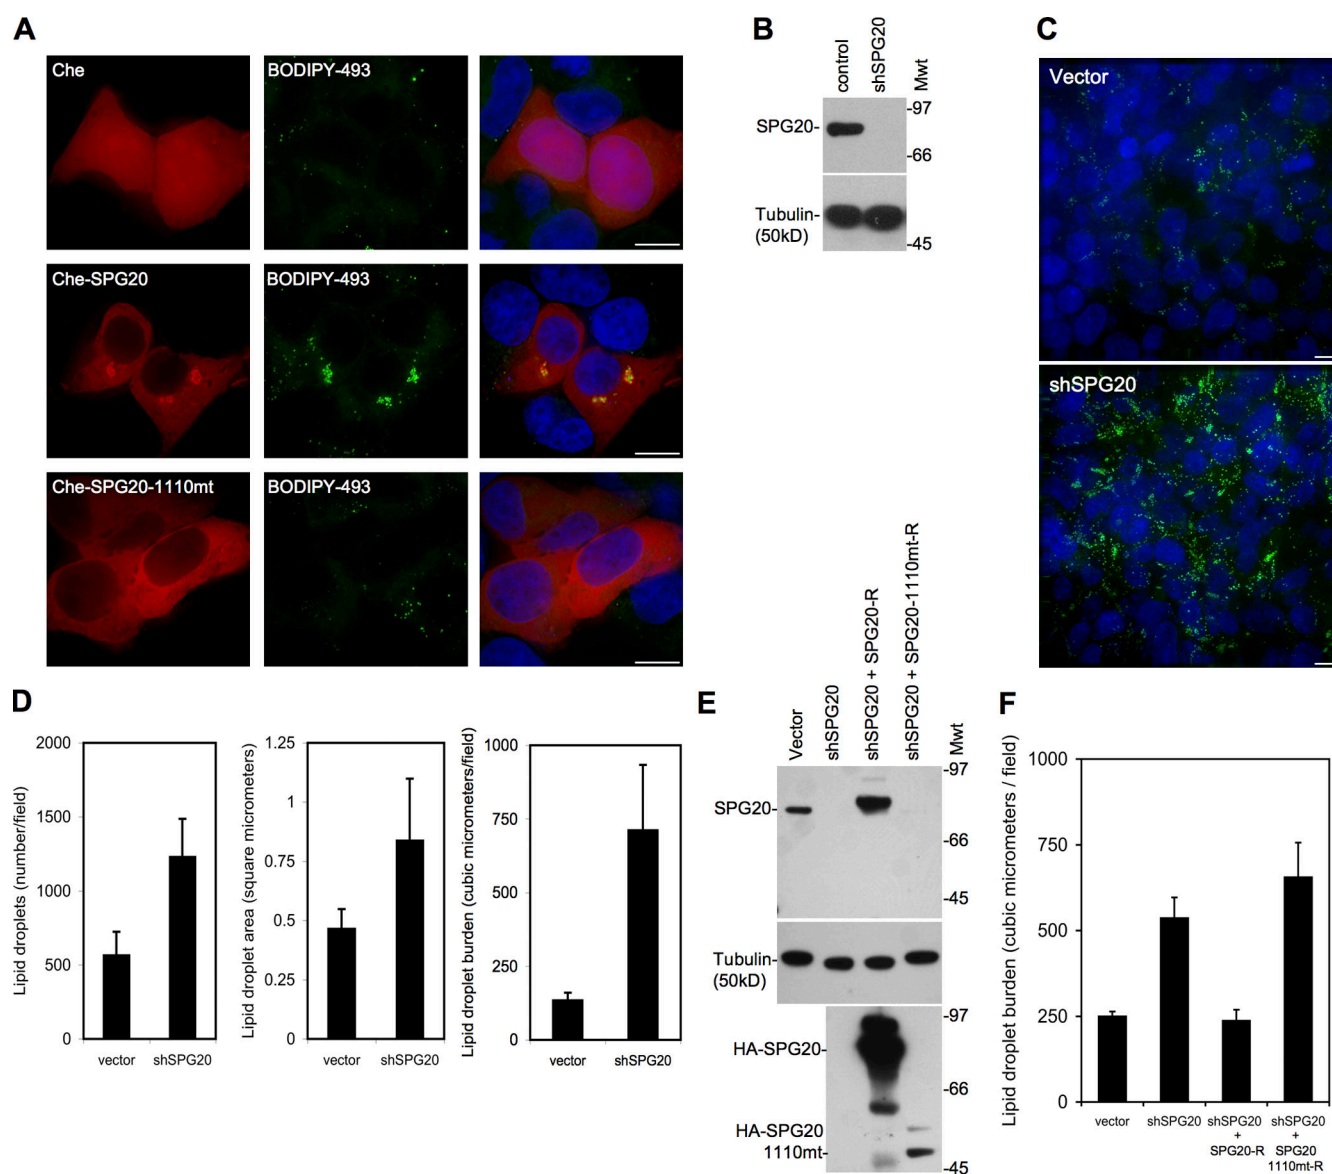 A
Che
BODIPY-493
Che-SPG20
BODIPY-493
Che-SPG20-1110mt
BODIPY-493
B
control
shSPG20
Mwt
SPG20-
-97
-66
Tubulin-
(50kD)
-45
C
Vector
shSPG20
D
Lipid droplets (number/field)
2000
1500
1000
500
0
vector shSPG20
Lipid droplet area (square micrometers)
1.25
1
0.75
0.5
0.25
0
vector shSPG20
Lipid droplet burden (cubic micrometers/field)
1000
750
500
250
0
vector shSPG20
E
Vector
shSPG20
shSPG20 + SPG20-R
shSPG20 + SPG20-1110mt-R
Mwt
-97
SPG20-
-66
-45
Tubulin-
(50kD)
-97
HA-SPG20-
-66
HA-SPG20
1110mt-
-45
F
Lipid droplet burden (cubic micrometers / field)
1000
750
500
250
0
vector
shSPG20
shSPG20
+
SPG20-R
shSPG20
+
SPG20
1110mt-R